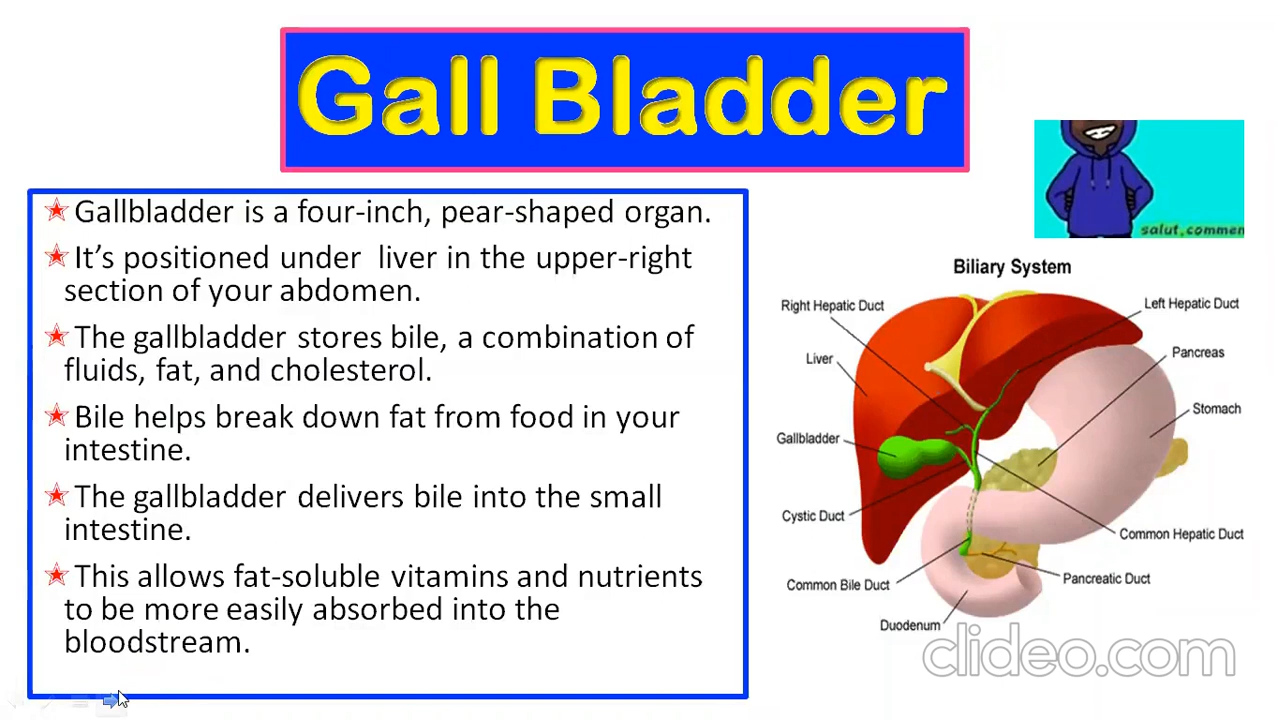 Gall Bladder
salut, commen
Gallbladder is a four-inch, pear-shaped organ.
It’s positioned under liver in the upper-right
section of your abdomen.
The gallbladder stores bile, a combination of
fluids, fat, and cholesterol.
Bile helps break down fat from food in your
intestine.
The gallbladder delivers bile into the small
intestine.
This allows fat-soluble vitamins and nutrients
to be more easily absorbed into the
bloodstream.
Biliary System
Right Hepatic Duct
Left Hepatic Duct
Liver
Pancreas
Stomach
Gallbladder
Cystic Duct
Common Hepatic Duct
Common Bile Duct
Pancreatic Duct
Duodenum
clideo.com